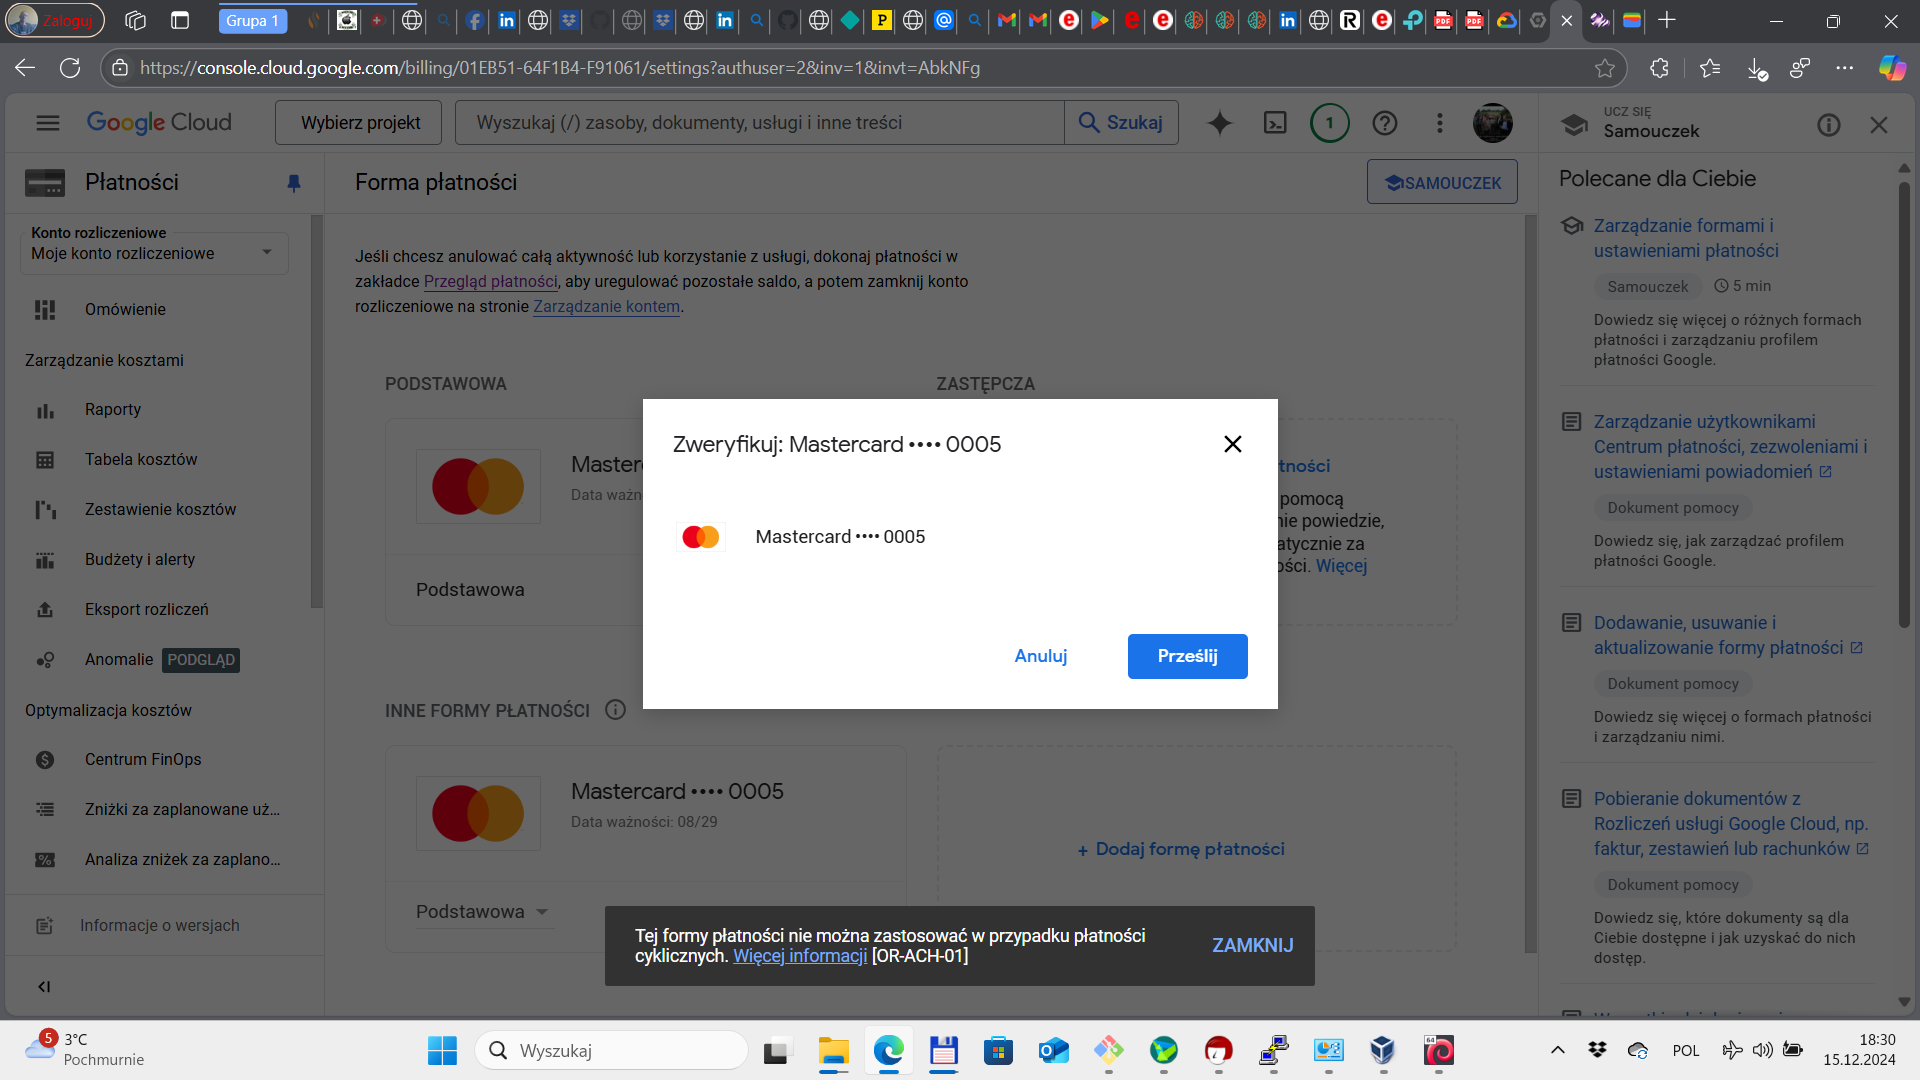 Zaloguj
Grupa 1
https://console.cloud.google.com/billing/01EB51-64F1B4-F91061/settings?authuser=2&inv=1&invt=AbkNFg
Google Cloud
Wybierz projekt
Wyszukaj (/) zasoby, dokumenty, usługi i inne treści
Szukaj
1
UCZ SIĘ
Samouczek
Płatności
Forma płatności
SAMOUCZEK
Polecane dla Ciebie
Konto rozliczeniowe
Moje konto rozliczeniowe
Omówienie
Zarządzanie kosztami
Raporty
Tabela kosztów
Zestawienie kosztów
Budżety i alerty
Eksport rozliczeń
Anomalie PODGLĄD
Optymalizacja kosztów
Centrum FinOps
Zniżki za zaplanowane uż...
Analiza zniżek za zaplano...
Informacje o wersjach
Jeśli chcesz anulować całą aktywność lub korzystanie z usługi, dokonaj płatności w
zakładce Przegląd płatności, aby uregulować pozostałe saldo, a potem zamknij konto
rozliczeniowe na stronie Zarządzanie kontem.
PODSTAWOWA
ZASTĘPCZA
Master
Data ważn
Podstawowa
tności
pomocą
nie powiedzie,
atycznie za
ości. Więcej
Zweryfikuj: Mastercard •••• 0005
Mastercard •••• 0005
Anuluj
Prześlij
INNE FORMY PŁATNOŚCI
Mastercard •••• 0005
Data ważności: 08/29
Podstawowa
+ Dodaj formę płatności
Tej formy płatności nie można zastosować w przypadku płatności
cyklicznych. Więcej informacji [OR-ACH-01]
ZAMKNIJ
Zarządzanie formami i
ustawieniami płatności
Samouczek
5 min
Dowiedz się więcej o różnych formach
płatności i zarządzaniu profilem
płatności Google.
Zarządzanie użytkownikami
Centrum płatności, zezwoleniami i
ustawieniami powiadomień
Dokument pomocy
Dowiedz się, jak zarządzać profilem
płatności Google.
Dodawanie, usuwanie i
aktualizowanie formy płatności
Dokument pomocy
Dowiedz się więcej o formach płatności
i zarządzaniu nimi.
Pobieranie dokumentów z
Rozliczeń usługi Google Cloud, np.
faktur, zestawień lub rachunków
Dokument pomocy
Dowiedz się, które dokumenty są dla
Ciebie dostępne i jak uzyskać do nich
dostęp.
5
3°C
Pochmurnie
Wyszukaj
POL
18:30
15.12.2024